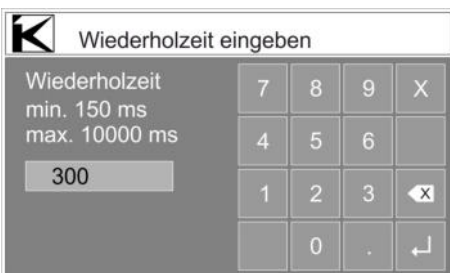 K Wiederholzeit eingeben
Wiederholzeit
min. 150 ms
max. 10000 ms
300
7 8 9 X
4 5 6
1 2 3 X
0 .